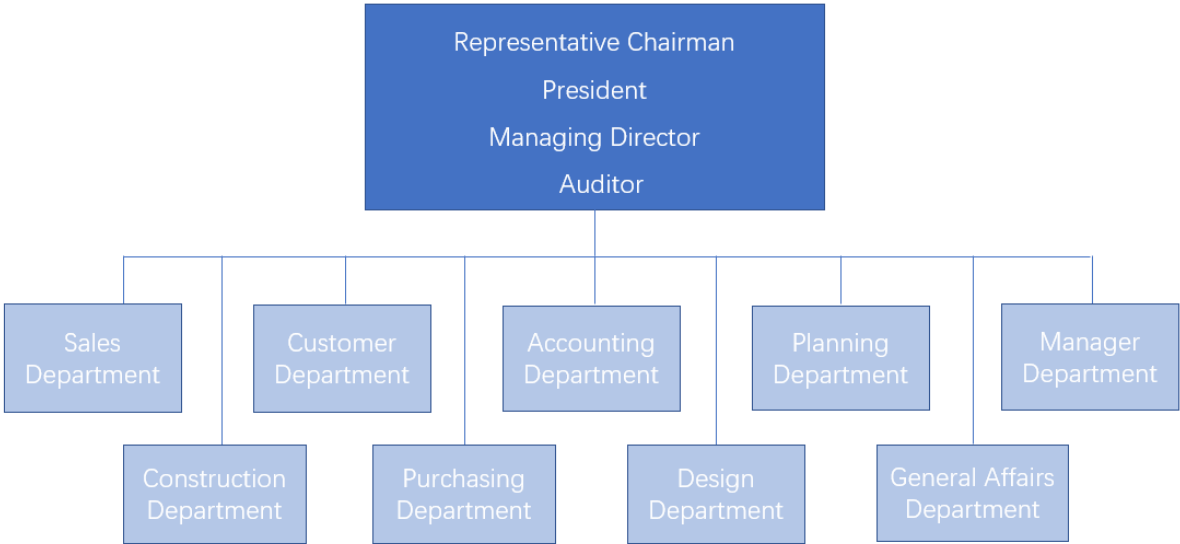 Representative Chairman
President
Managing Director
Auditor
Sales
Department
Customer
Department
Accounting
Department
Planning
Department
Manager
Department
Construction
Department
Purchasing
Department
Design
Department
General Affairs
Department